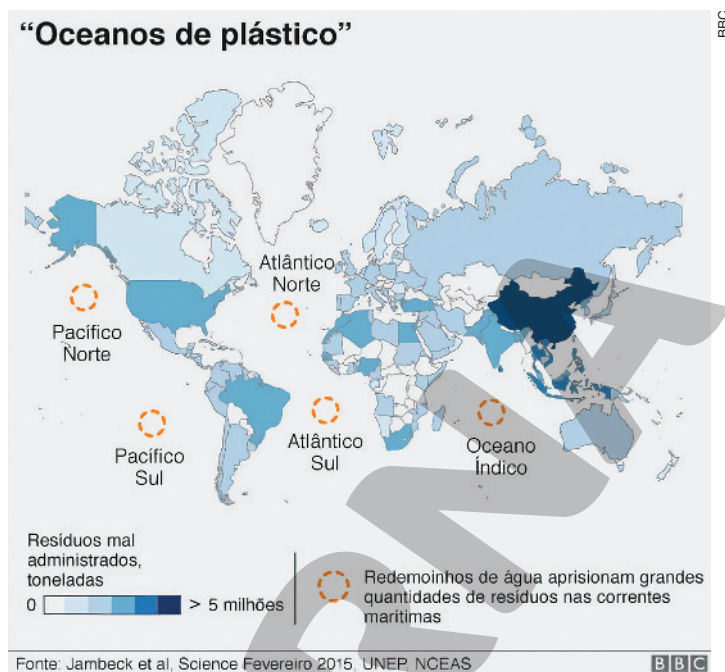 “Oceanos de plástico”
BBC
Atlântico
Norte
Pacífico
Norte
Pacífico
Sul
Atlântico
Sul
Oceano
Índico
Resíduos mal
administrados,
toneladas
0 > 5 milhões
Redemoinhos de água aprisionam grandes
quantidades de resíduos nas correntes
marítimas
Fonte: Jambeck et al, Science Fevereiro 2015, UNEP, NCEAS
BBC